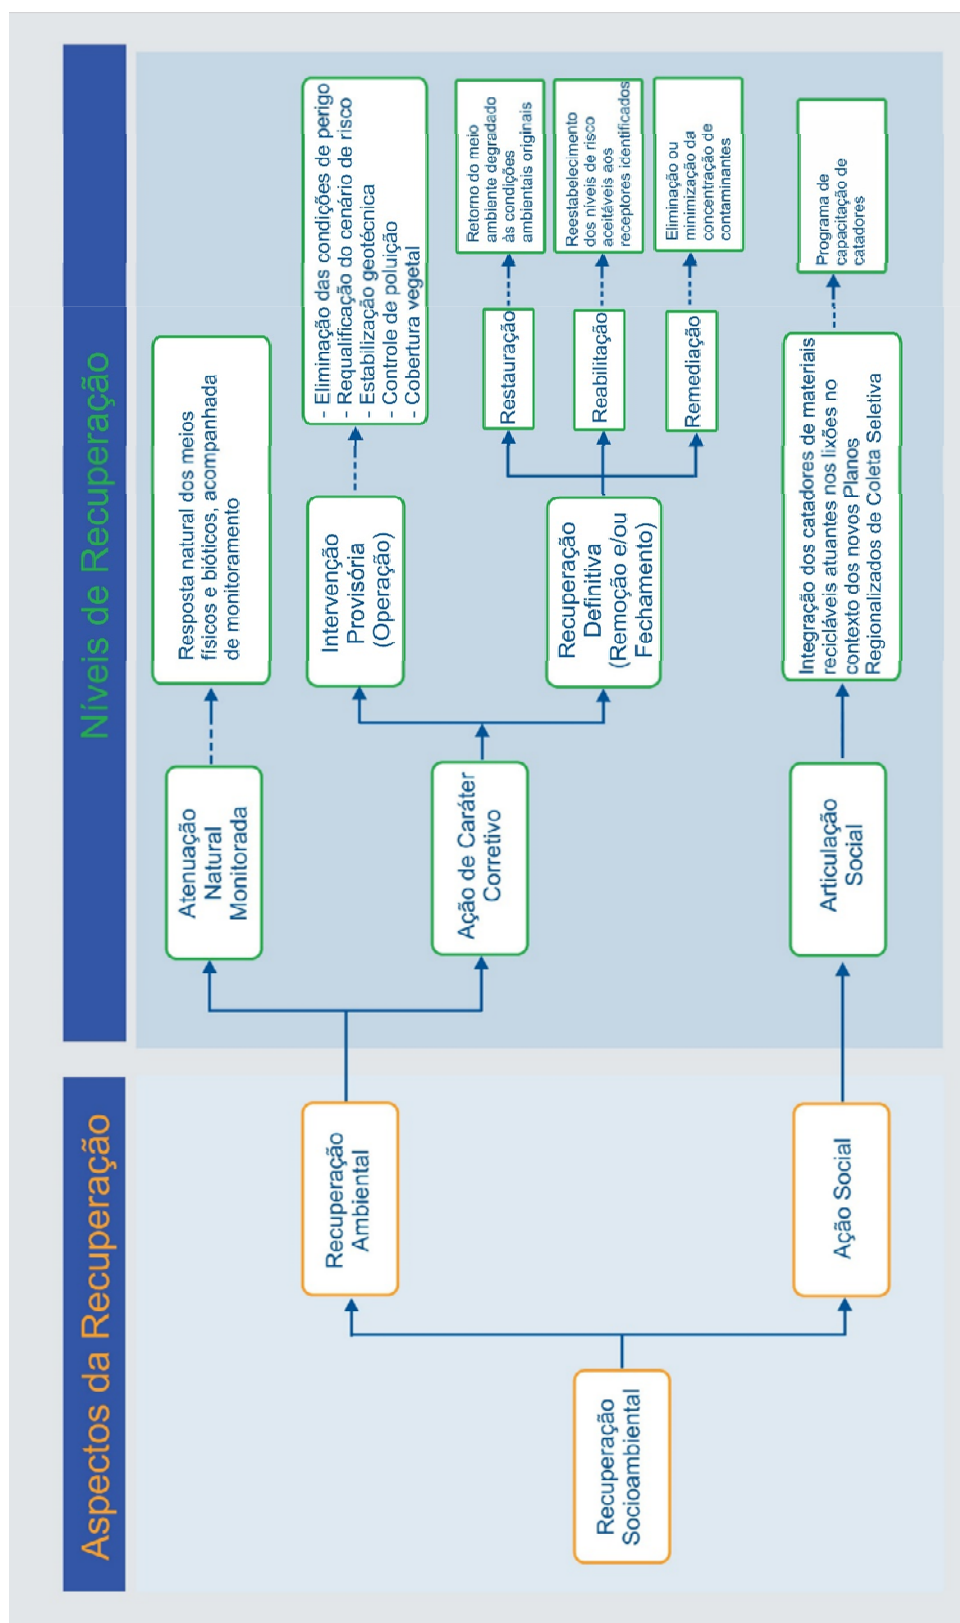 Aspectos da Recuperação
Níveis de Recuperação
Recuperação
Socioambiental
Recuperação
Ambiental
Ação Social
Atenuação
Natural
Monitorada
Resposta natural dos meios
físicos e bióticos, acompanhada
de monitoramento
Ação de Caráter
Corretivo
Intervenção
Provisória
(Operação)
- Eliminação das condições de perigo
- Requalificação do cenário de risco
- Estabilização geotécnica
- Controle de poluição
- Cobertura vegetal
Recuperação
Definitiva
(Remoção e/ou
Fechamento)
Restauração
Retorno do meio
ambiente degradado
às condições
ambientais originais
Reabilitação
Reestabelecimento
dos níveis de risco
aceitáveis aos
receptores identificados
Remediação
Eliminação ou
minimização da
concentração de
contaminantes
Articulação
Social
Integração dos catadores de materiais
recicláveis atuantes nos lixões no
contexto dos novos Planos
Regionalizados de Coleta Seletiva
Programa de
capacitação de
catadores